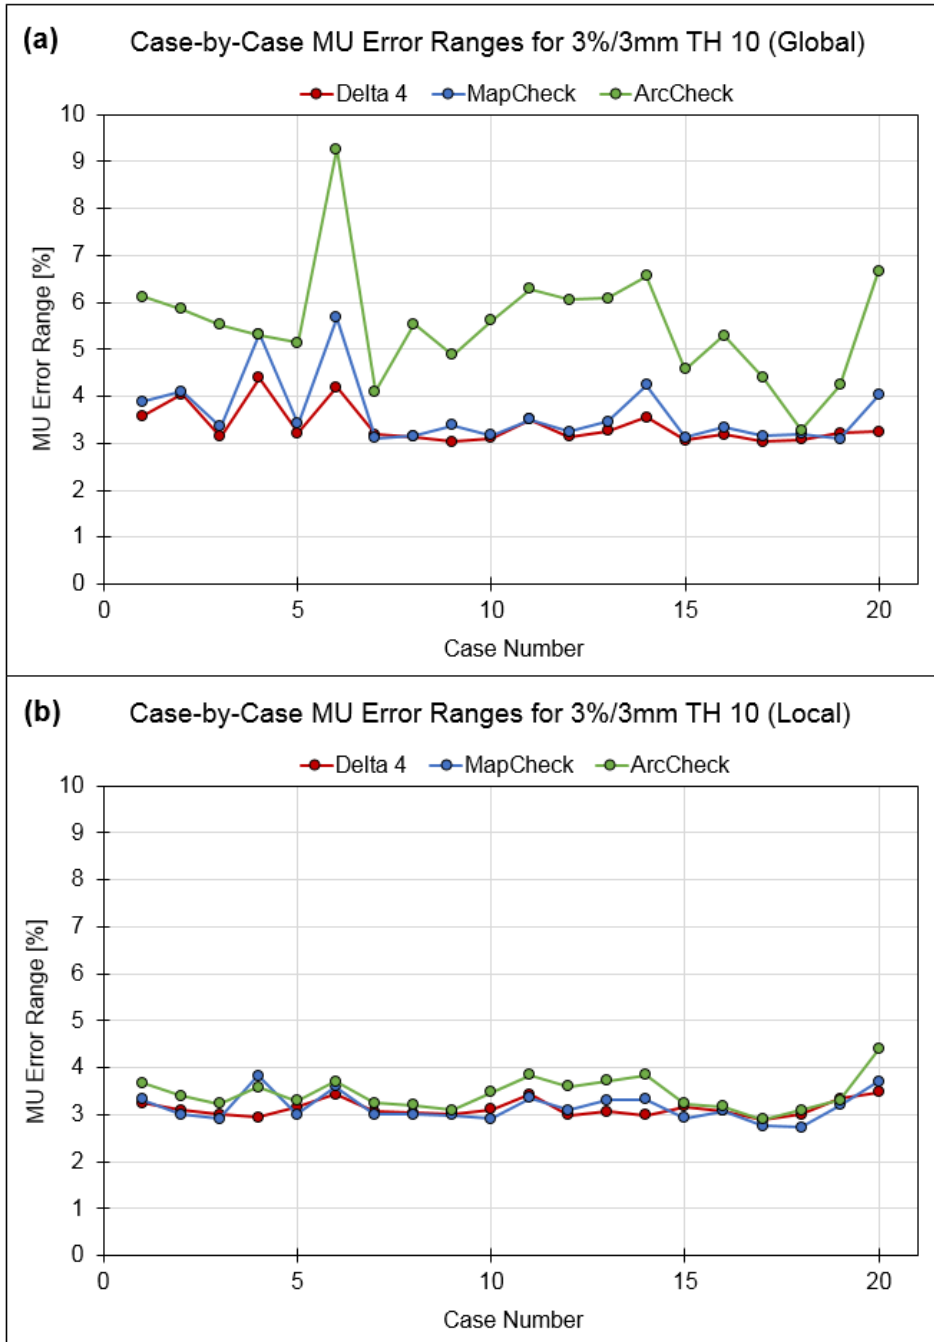 (a) Case-by-Case MU Error Ranges for 3%/3mm TH 10 (Global)
Delta 4 MapCheck ArcCheck
10
9
8
7
6
5
4
3
2
1
0
MU Error Range [%]
0 5 10 15 20
Case Number
(b) Case-by-Case MU Error Ranges for 3%/3mm TH 10 (Local)
Delta 4 MapCheck ArcCheck
10
9
8
7
6
5
4
3
2
1
0
MU Error Range [%]
0 5 10 15 20
Case Number